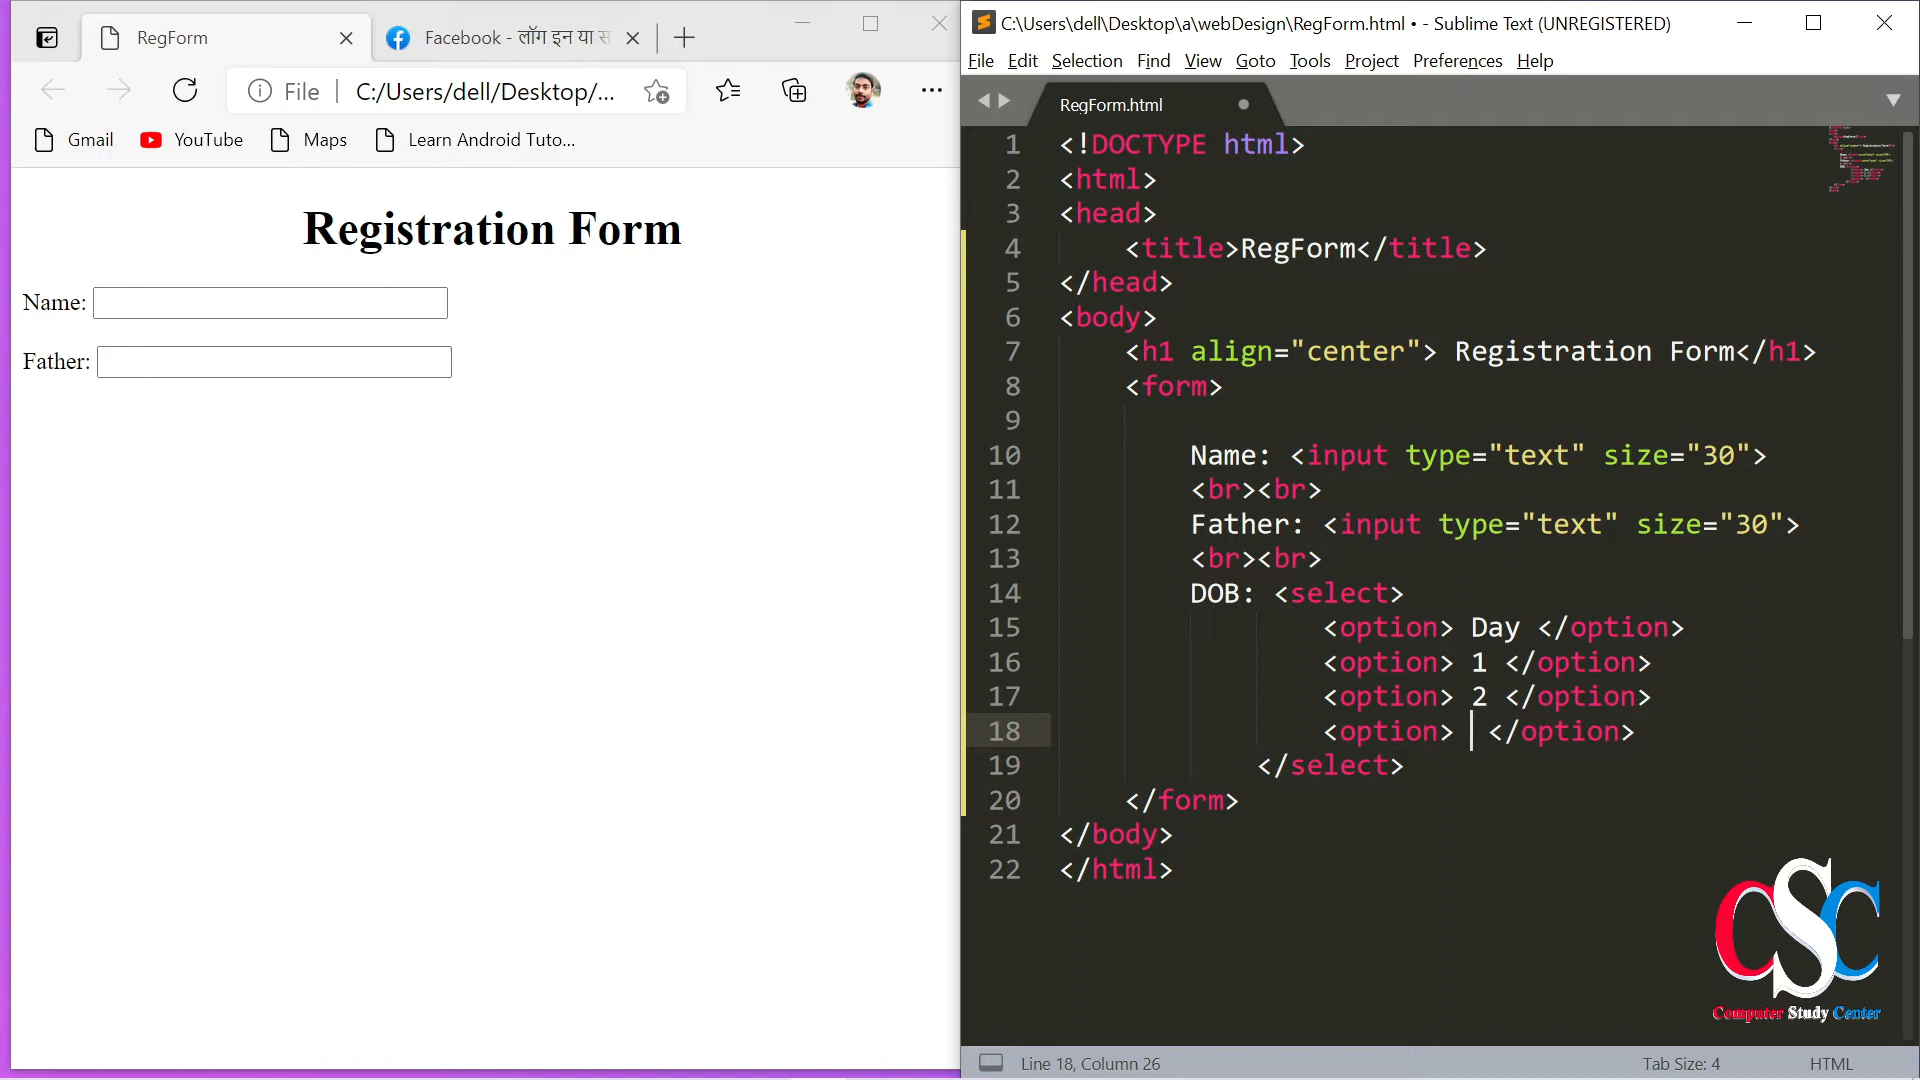 RegForm
Facebook - लॉग इन या स
File
C:/Users/dell/Desktop/...
Gmail
YouTube
Maps
Learn Android Tuto...
Registration Form
Name:
Father:
C:\Users\dell\Desktop\a\webDesign\RegForm.html • - Sublime Text (UNREGISTERED)
File Edit Selection Find View Goto Tools Project Preferences Help
RegForm.html
1 <!DOCTYPE html>
2 <html>
3 <head>
4 <title>RegForm</title>
5 </head>
6 <body>
7 <h1 align="center"> Registration Form</h1>
8 <form>
9
10 Name: <input type="text" size="30">
11 <br><br>
12 Father: <input type="text" size="30">
13 <br><br>
14 DOB: <select>
15 <option> Day </option>
16 <option> 1 </option>
17 <option> 2 </option>
18 <option>  </option>
19 </select>
20 </form>
21 </body>
22 </html>
CSC
Computer Study Center
Line 18, Column 26
Tab Size: 4
HTML